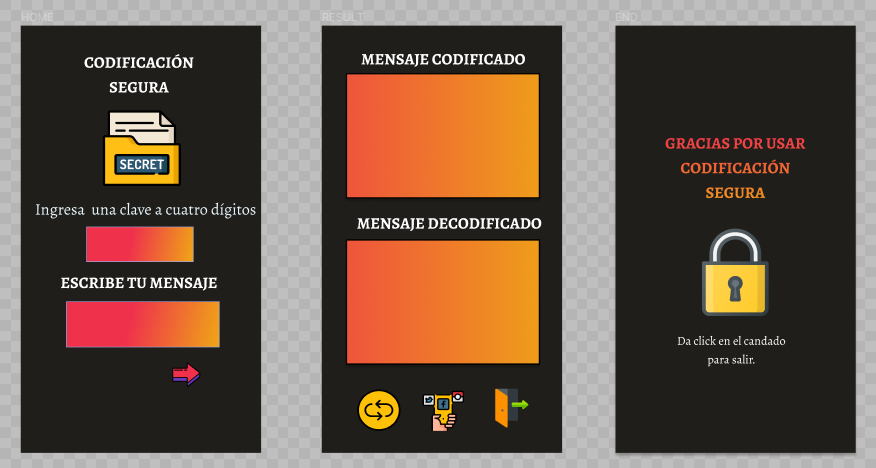 HOME
CODIFICACIÓN
SEGURA
SECRET
Ingresa una clave a cuatro dígitos
ESCRIBE TU MENSAJE
RESULT
MENSAJE CODIFICADO
MENSAJE DECODIFICADO
END
GRACIAS POR USAR
CODIFICACIÓN
SEGURA
Da click en el candado
para salir.